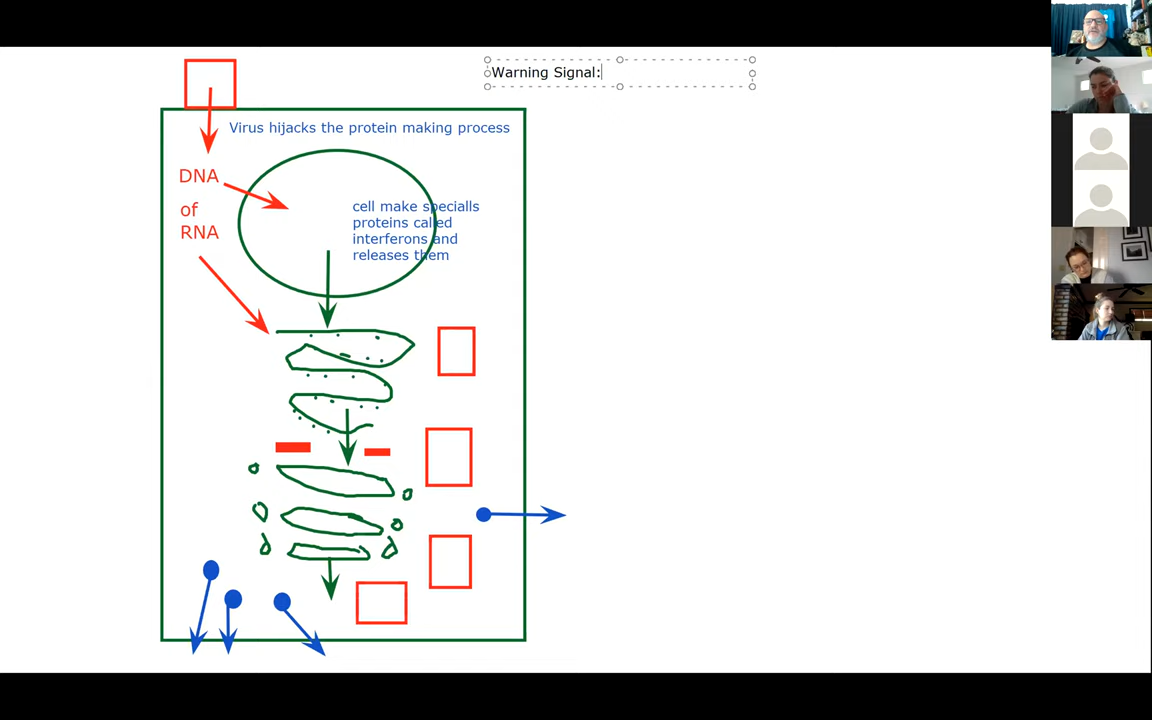 Warning Signal:
Virus hijacks the protein making process
DNA
of
RNA
cell make specialls
proteins called
interferons and
releases them